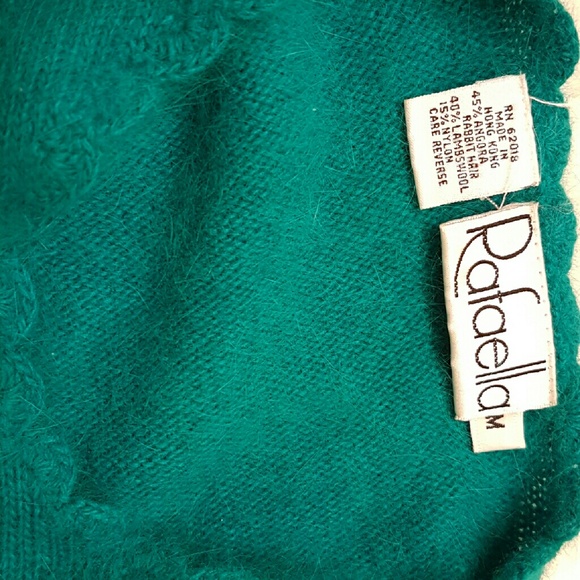 RN 62018
MADE IN
HONG KONG
45% ANGORA
RABBIT HAIR
40% LAMBSWOOL
15% NYLON
CARE REVERSE
Rafaella
M